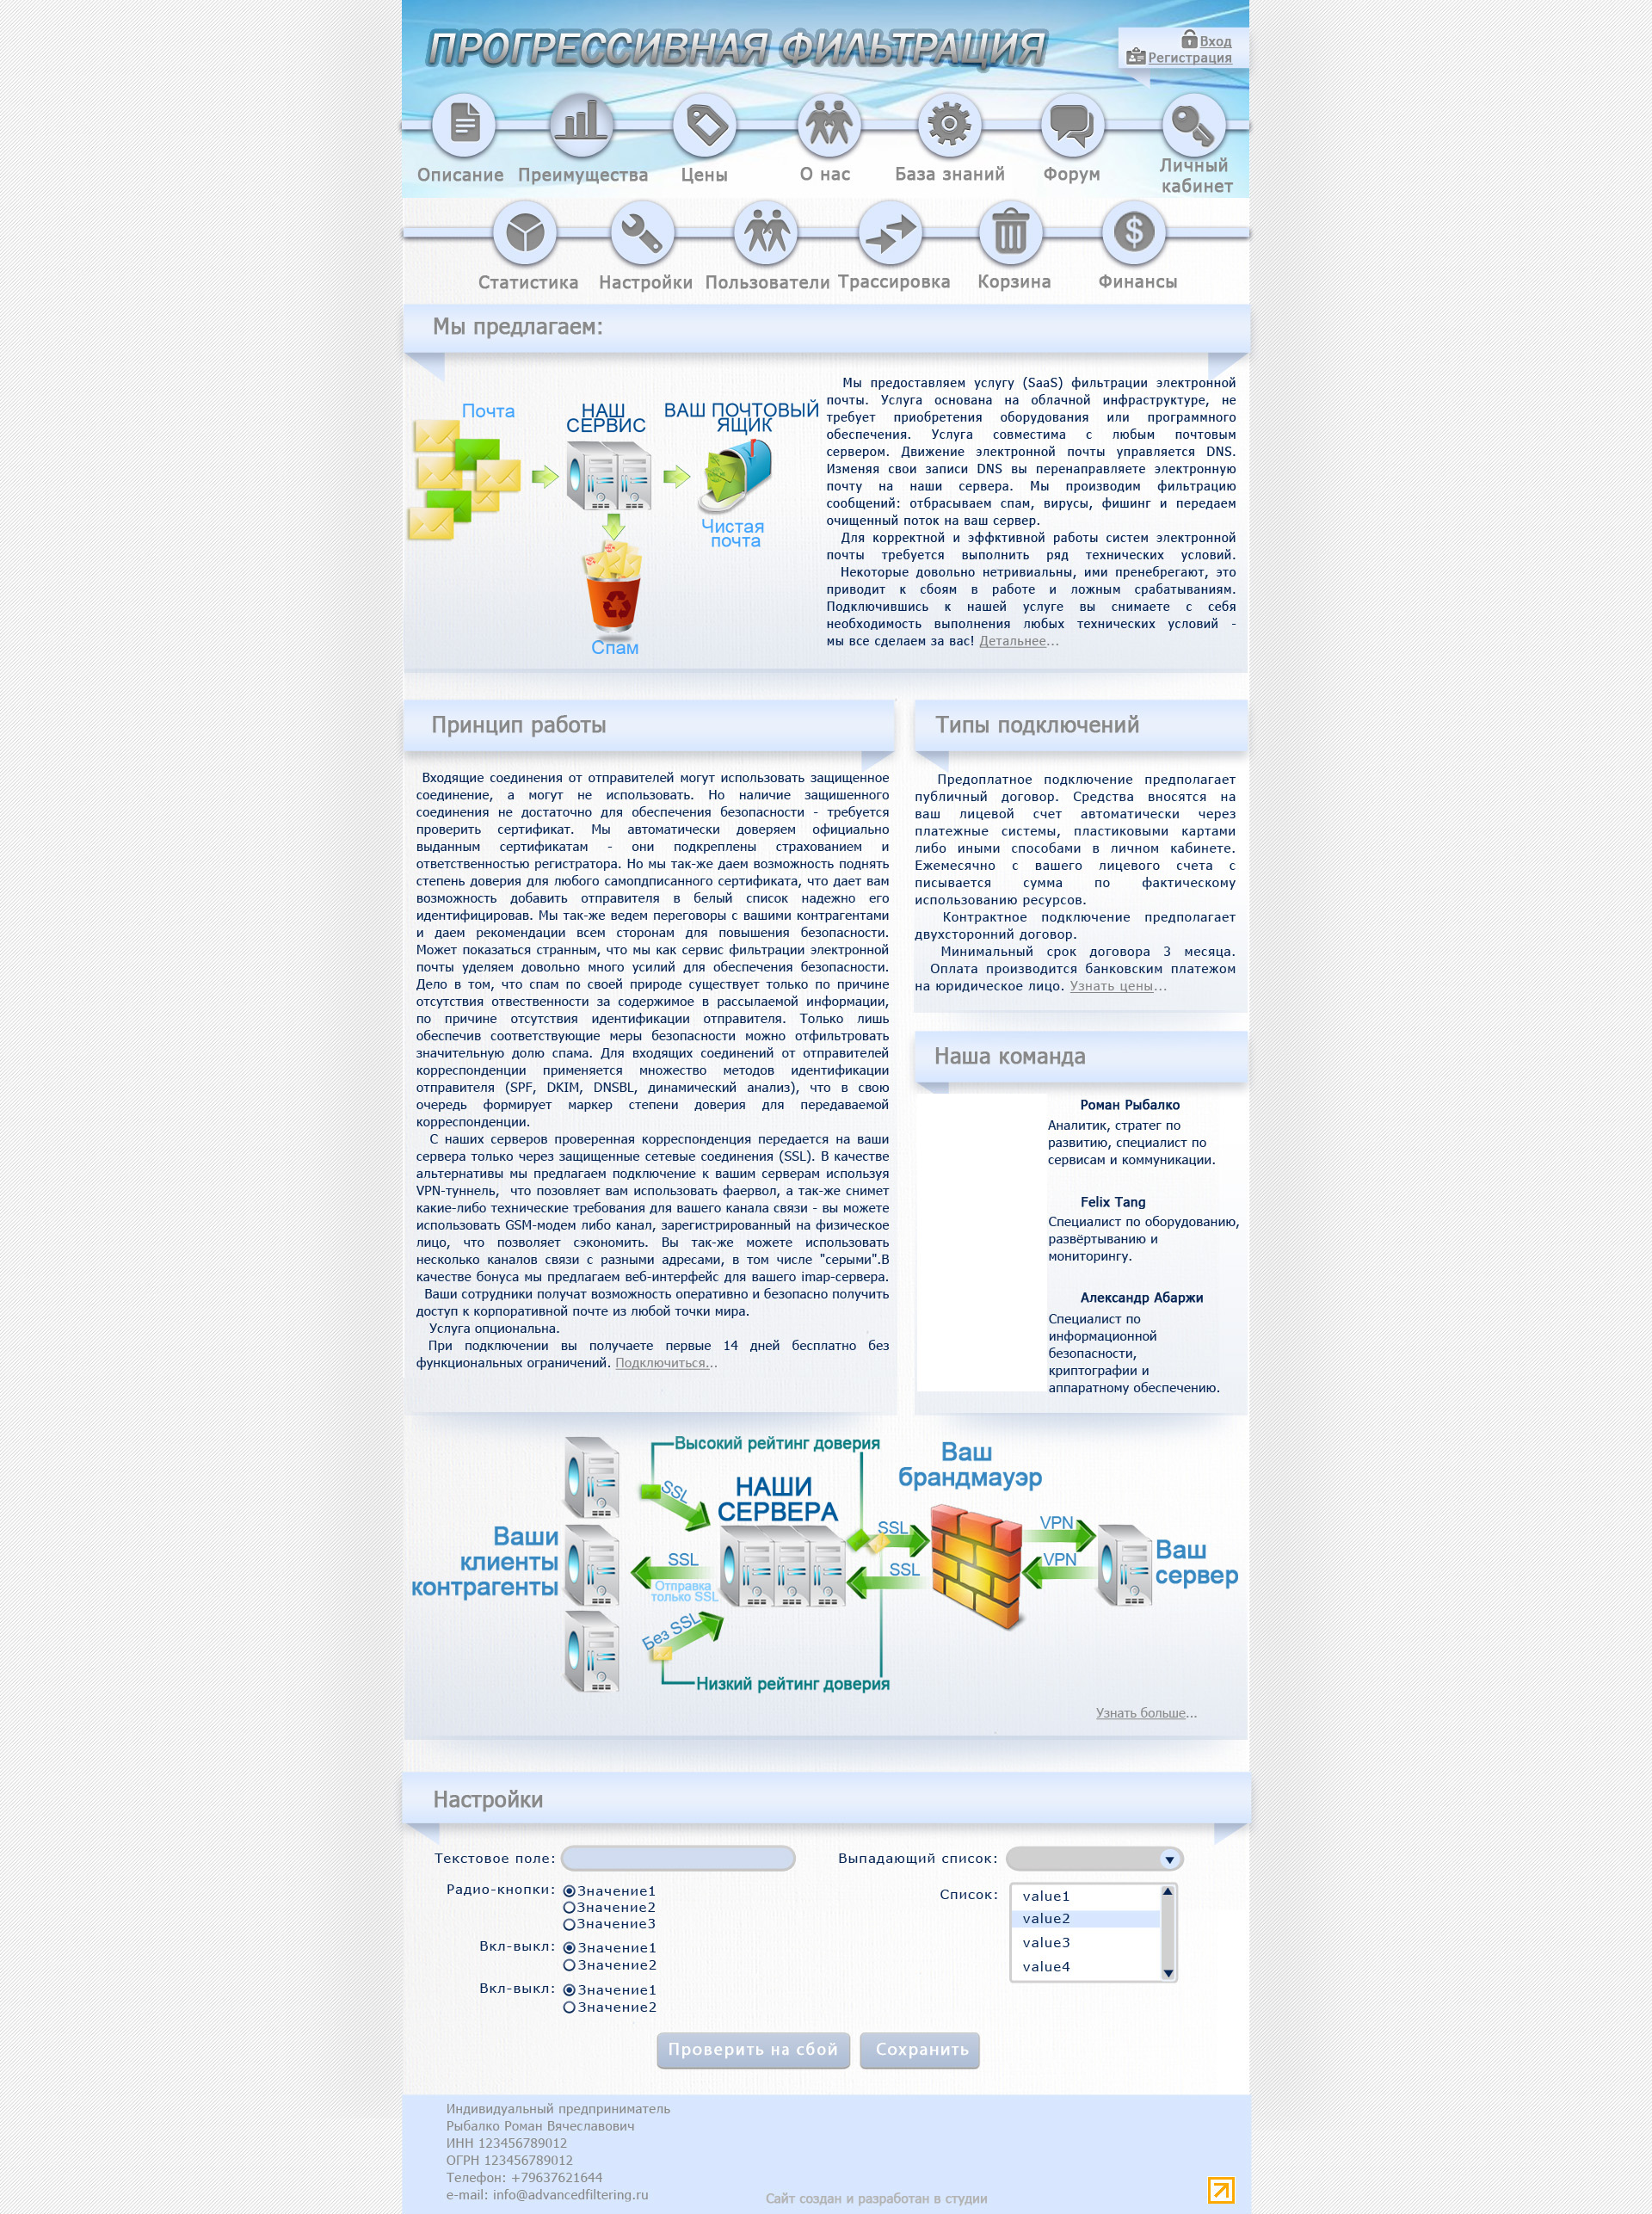 ПРОГРЕССИВНАЯ ФИЛЬТРАЦИЯ
Вход
Регистрация
Описание
Преимущества
Цены
О нас
База знаний
Форум
Личный
кабинет
Статистика
Настройки
Пользователи
Трассировка
Корзина
Финансы
Мы предлагаем:
Почта
НАШ
СЕРВИС
ВАШ ПОЧТОВЫЙ
ЯЩИК
Чистая
почта
Спам
Мы предоставляем услугу (SaaS) фильтрации электронной
почты. Услуга основана на облачной инфраструктуре, не
требует приобретения оборудования или программного
обеспечения. Услуга совместима с любым почтовым
сервером. Движение электронной почты управляется DNS.
Изменяя свои записи DNS вы перенаправляете электронную
почту на наши сервера. Мы производим фильтрацию
сообщений: отбрасываем спам, вирусы, фишинг и передаем
очищенный поток на ваш сервер.
Для корректной и эффктивной работы систем электронной
почты требуется выполнить ряд технических условий.
Некоторые довольно нетривиальны, ими пренебрегают, это
приводит к сбоям в работе и ложным срабатываниям.
Подключившись к нашей услуге вы снимаете с себя
необходимость выполнения любых технических условий -
мы все сделаем за вас! Детальнее...
Принцип работы
Входящие соединения от отправителей могут использовать защищенное
соединение, а могут не использовать. Но наличие защишенного
соединения не достаточно для обеспечения безопасности - требуется
проверить сертификат. Мы автоматически доверяем официально
выданным сертификатам - они подкреплены страхованием и
ответственностью регистратора. Но мы так-же даем возможность поднять
степень доверия для любого самопдписанного сертификата, что дает вам
возможность добавить отправителя в белый список надежно его
идентифицировав. Мы так-же ведем переговоры с вашими контрагентами
и даем рекомендации всем сторонам для повышения безопасности.
Может показаться странным, что мы как сервис фильтрации электронной
почты уделяем довольно много усилий для обеспечения безопасности.
Дело в том, что спам по своей природе существует только по причине
отсутствия отвественности за содержимое в рассылаемой информации,
по причине отсутствия идентификации отправителя. Только лишь
обеспечив соответствующие меры безопасности можно отфильтровать
значительную долю спама. Для входящих соединений от отправителей
корреспонденции применяется множество методов идентификации
отправителя (SPF, DKIM, DNSBL, динамический анализ), что в свою
очередь формирует маркер степени доверия для передаваемой
корреспонденции.
С наших серверов проверенная корреспонденция передается на ваши
сервера только через защищенные сетевые соединения (SSL). В качестве
альтернативы мы предлагаем подключение к вашим серверам используя
VPN-туннель, что позовляет вам использовать фаервол, а так-же снимет
какие-либо технические требования для вашего канала связи - вы можете
использовать GSM-модем либо канал, зарегистрированный на физическое
лицо, что позволяет сэкономить. Вы так-же можете использовать
несколько каналов связи с разными адресами, в том числе "серыми".В
качестве бонуса мы предлагаем веб-интерфейс для вашего imap-сервера.
Ваши сотрудники получат возможность оперативно и безопасно получить
доступ к корпоративной почте из любой точки мира.
Услуга опциональна.
При подключении вы получаете первые 14 дней бесплатно без
функциональных ограничений. Подключиться...
Типы подключений
Предоплатное подключение предполагает
публичный договор. Средства вносятся на
ваш лицевой счет автоматически через
платежные системы, пластиковыми картами
либо иными способами в личном кабинете.
Ежемесячно с вашего лицевого счета с
писывается сумма по фактическому
использованию ресурсов.
Контрактное подключение предполагает
двухсторонний договор.
Минимальный срок договора 3 месяца.
Оплата производится банковским платежом
на юридическое лицо. Узнать цены...
Наша команда
Роман Рыбалко
Аналитик, стратег по
развитию, специалист по
сервисам и коммуникации.
Felix Tang
Специалист по оборудованию,
развёртыванию и
мониторингу.
Александр Абаржи
Специалист по
информационной
безопасности,
криптографии и
аппаратному обеспечению.
Высокий рейтинг доверия
Ваш
брандмауэр
НАШИ
СЕРВЕРА
SSL
SSL
VPN
Ваши
клиенты
контрагенты
SSL
SSL
VPN
Ваш
сервер
Отправка
только SSL
Без SSL
Низкий рейтинг доверия
Узнать больше...
Настройки
Текстовое поле:
Выпадающий список:
Радио-кнопки:
Значение1
Значение2
Значение3
Вкл-выкл:
Значение1
Значение2
Вкл-выкл:
Значение1
Значение2
Список:
value1
value2
value3
value4
Проверить на сбой
Сохранить
Индивидуальный предприниматель
Рыбалко Роман Вячеславович
ИНН 123456789012
ОГРН 123456789012
Телефон: +79637621644
e-mail: info@advancedfiltering.ru
Сайт создан и разработан в студии